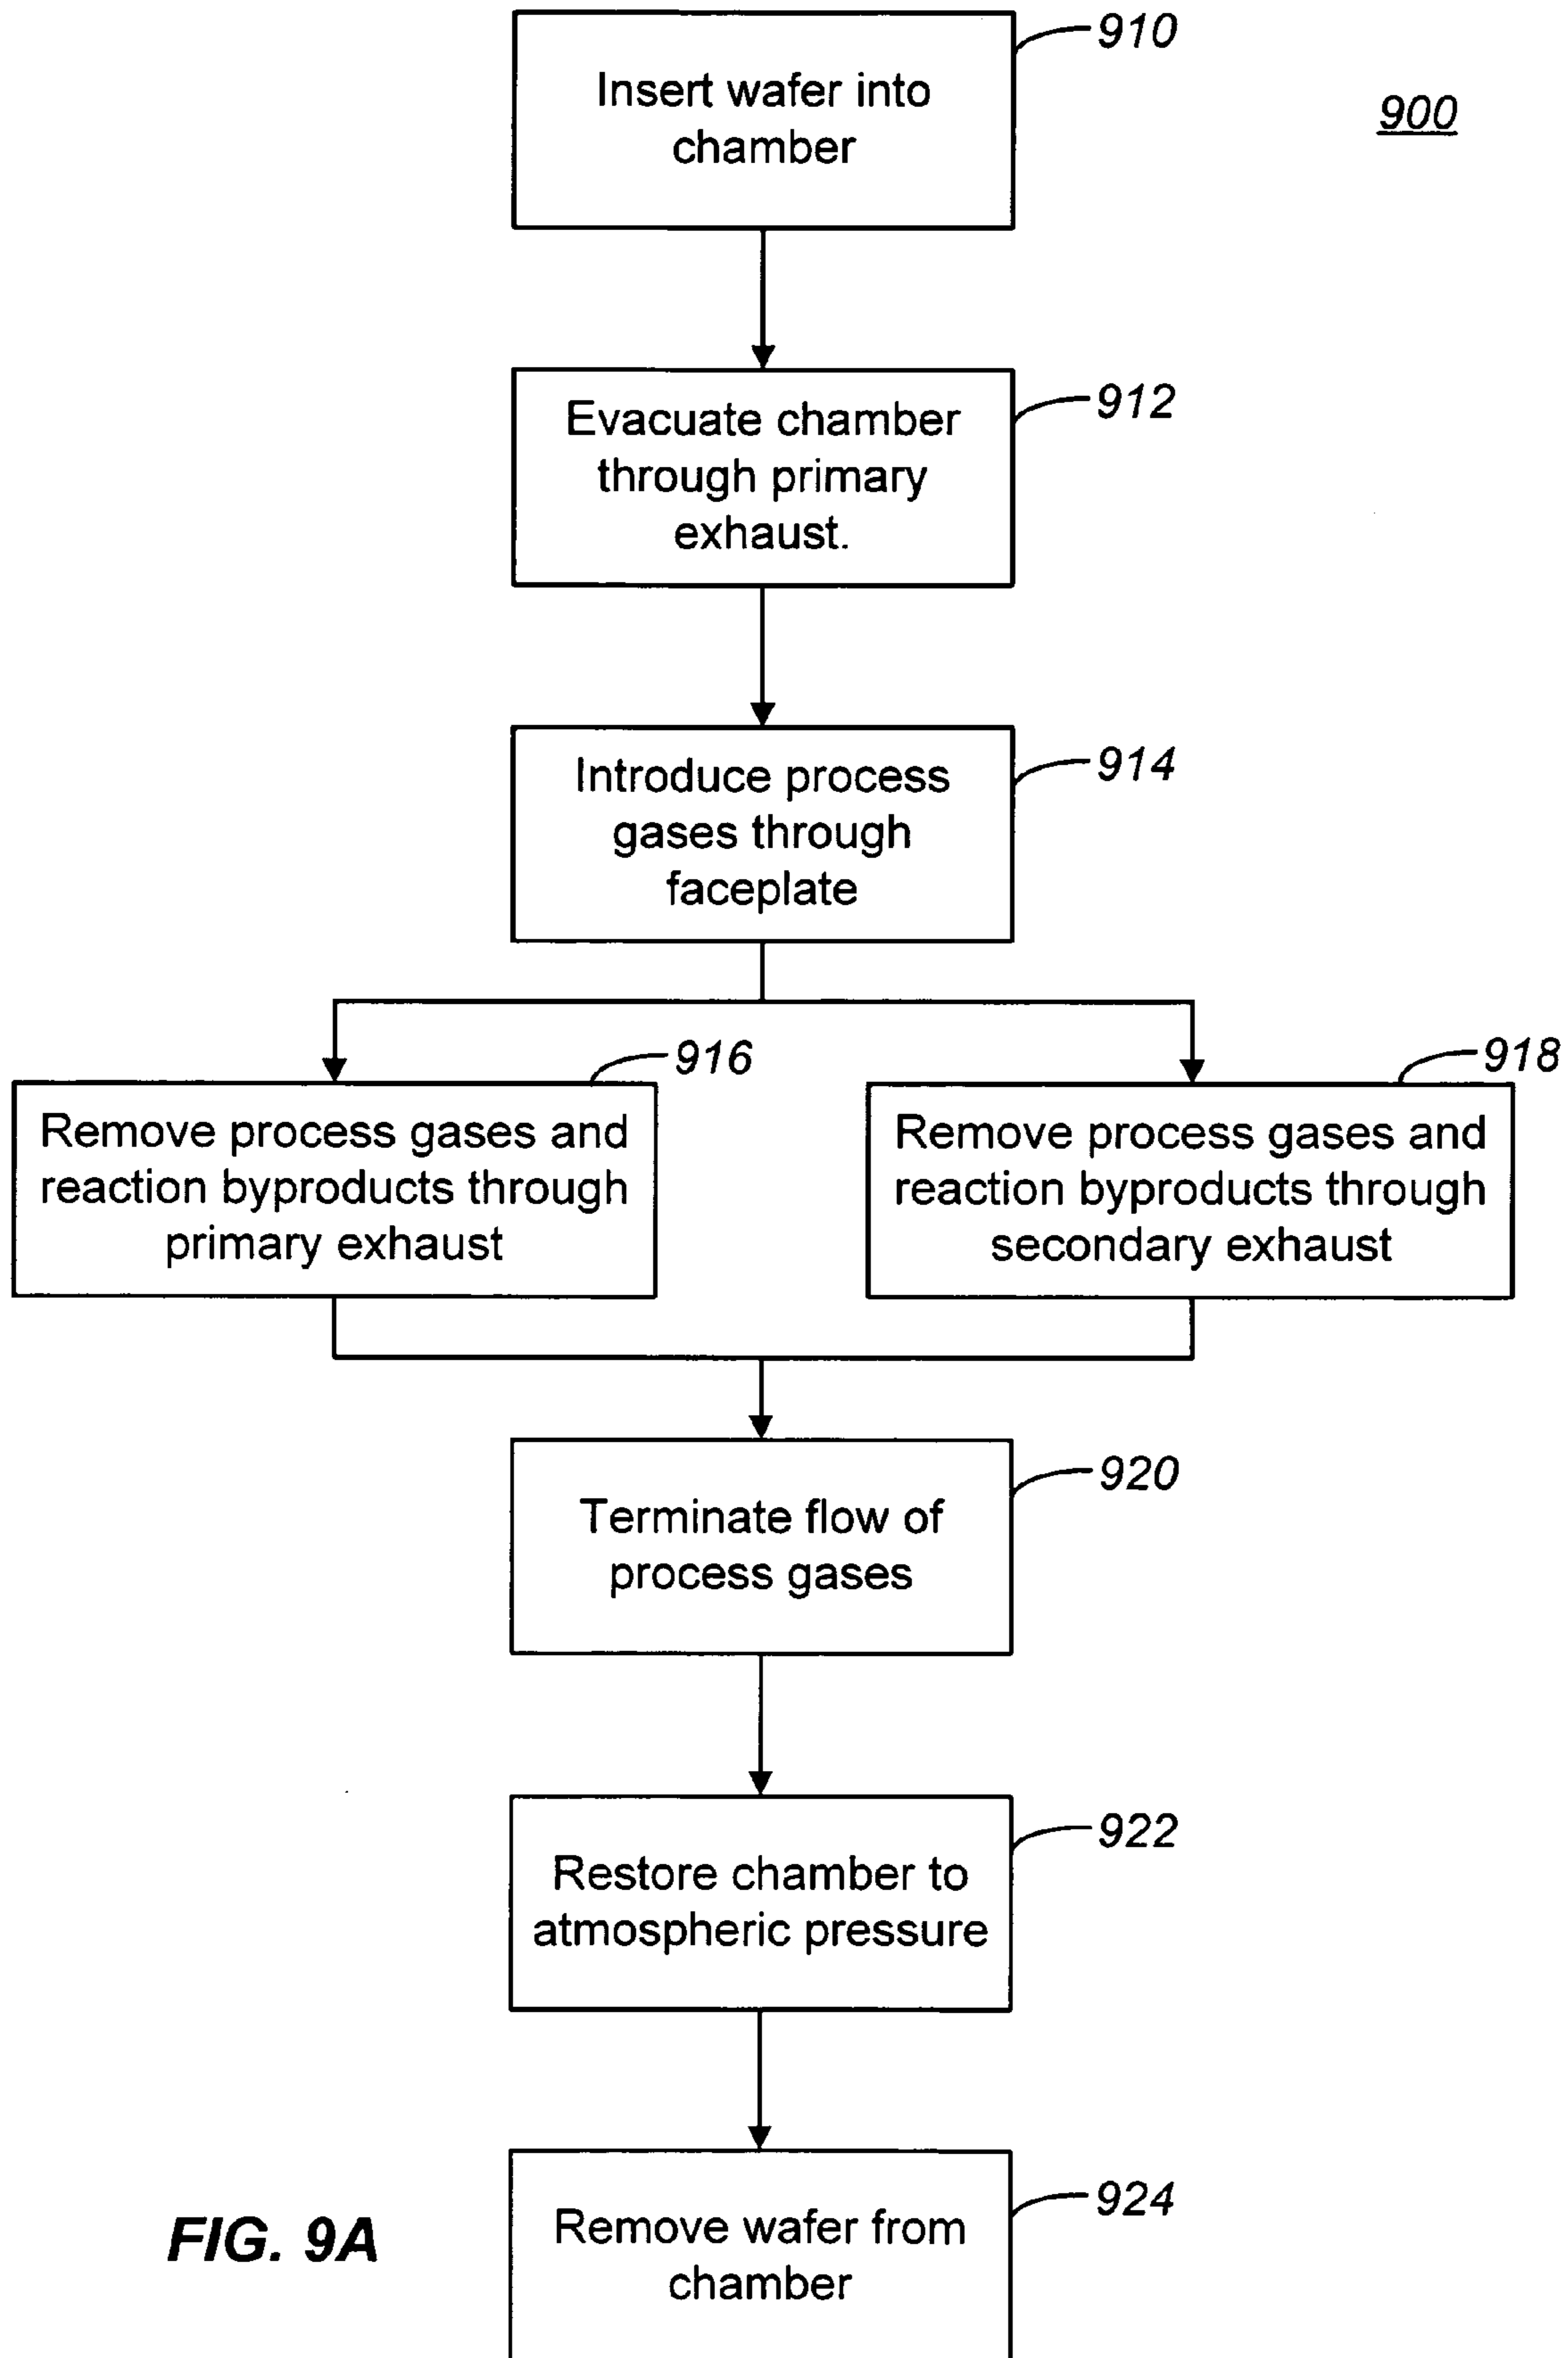 910
Insert wafer into
chamber
900
912
Evacuate chamber
through primary
exhaust.
914
Introduce process
gases through
faceplate
916
Remove process gases and
reaction byproducts through
primary exhaust
918
Remove process gases and
reaction byproducts through
secondary exhaust
920
Terminate flow of
process gases
922
Restore chamber to
atmospheric pressure
924
Remove wafer from
chamber
FIG. 9A